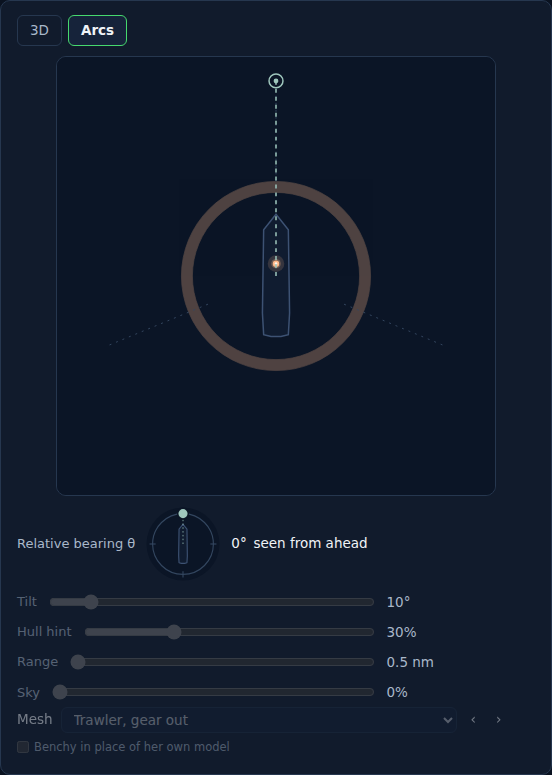 3D Arcs
Relative bearing θ 0° seen from ahead
Tilt 10°
Hull hint 30%
Range 0.5 nm
Sky 0%
Mesh Trawler, gear out ‹ ›
Benchy in place of her own model